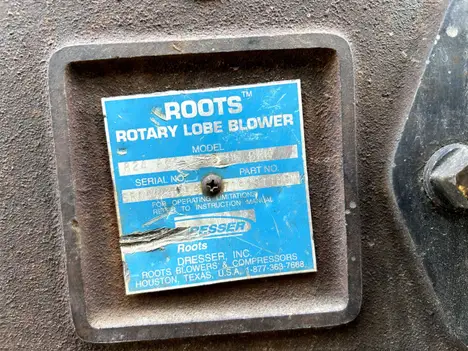 ROOTS™
ROTARY LOBE BLOWER
MODEL
SERIAL NO. PART NO.
FOR OPERATING LIMITATIONS
REFER TO INSTRUCTION MANUAL
DRESSER
Roots
DRESSER, INC.
ROOTS BLOWERS & COMPRESSORS
HOUSTON, TEXAS, U.S.A. 1-877-363-7668